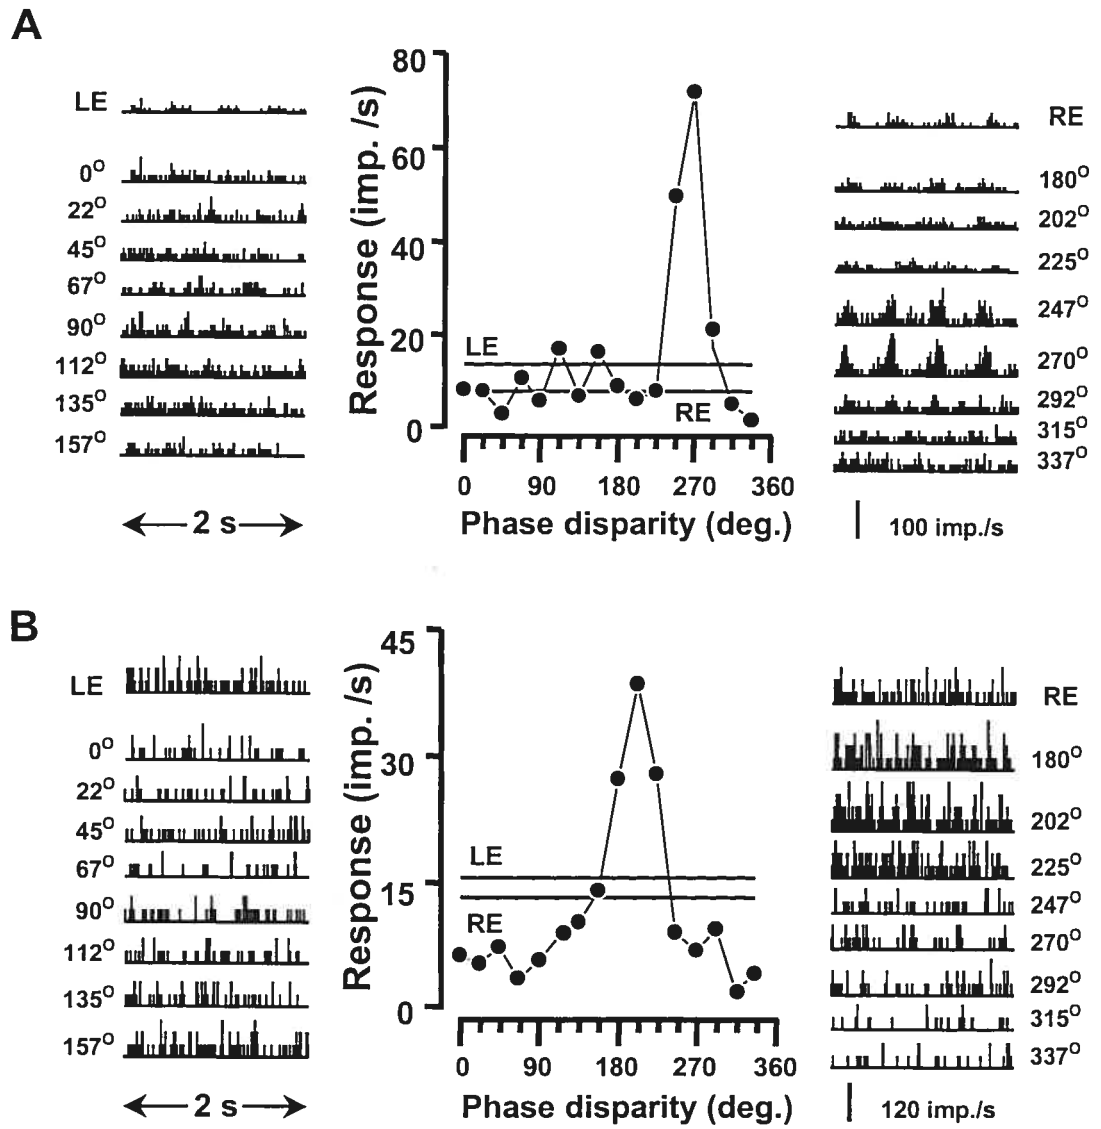 A
LE
0°
22°
45°
67°
90°
112°
135°
157°
2 s
Response (imp. /s)
80
60
40
20
0
LE
RE
0 90 180 270 360
Phase disparity (deg.)
RE
180°
202°
225°
247°
270°
292°
315°
337°
100 imp./s
B
LE
0°
22°
45°
67°
90°
112°
135°
157°
2 s
Response (imp. /s)
45
30
15
0
LE
RE
0 90 180 270 360
Phase disparity (deg.)
RE
180°
202°
225°
247°
270°
292°
315°
337°
120 imp./s